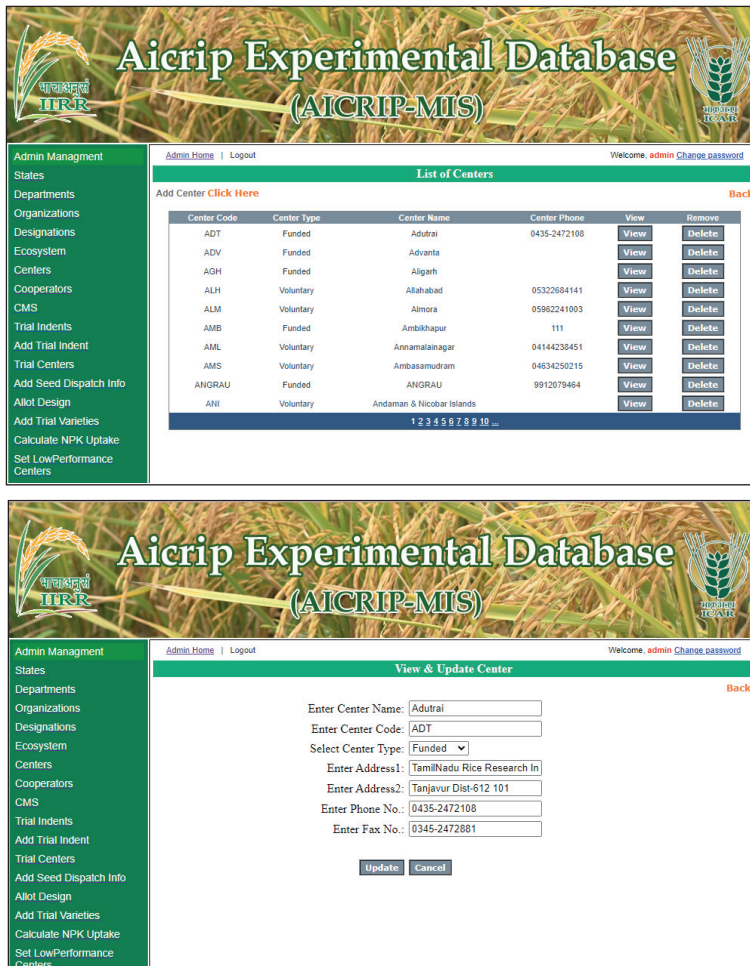 Aicrip Experimental Database
(AICRIP-MIS)
भाचाअनुसं
IIRR
भाकृअनुप
ICAR
Admin Managment
States
Departments
Organizations
Designations
Ecosystem
Centers
Cooperators
CMS
Trial Indents
Add Trial Indent
Trial Centers
Add Seed Dispatch Info
Allot Design
Add Trial Varieties
Calculate NPK Uptake
Set LowPerformance
Centers
Admin Home | Logout Welcome, admin Change password
List of Centers
Add Center Click Here Back
Center Code Center Type Center Name Center Phone View Remove
ADT Funded Adutrai 0435-2472108 View Delete
ADV Funded Advanta View Delete
AGH Funded Aligarh View Delete
ALH Voluntary Allahabad 05322684141 View Delete
ALM Voluntary Almora 05962241003 View Delete
AMB Funded Ambikhapur 111 View Delete
AML Voluntary Annamalainagar 04144238451 View Delete
AMS Voluntary Ambasamudram 04634250215 View Delete
ANGRAU Funded ANGRAU 9912079464 View Delete
ANI Voluntary Andaman & Nicobar Islands View Delete
1 2 3 4 5 6 7 8 9 10 ...
Aicrip Experimental Database
(AICRIP-MIS)
भाचाअनुसं
IIRR
भाकृअनुप
ICAR
Admin Managment
States
Departments
Organizations
Designations
Ecosystem
Centers
Cooperators
CMS
Trial Indents
Add Trial Indent
Trial Centers
Add Seed Dispatch Info
Allot Design
Add Trial Varieties
Calculate NPK Uptake
Set LowPerformance
Centers
Admin Home | Logout Welcome, admin Change password
View & Update Center
Back
Enter Center Name: Adutrai
Enter Center Code: ADT
Select Center Type: Funded
Enter Address1: TamilNadu Rice Research In
Enter Address2: Tanjavur Dist-612 101
Enter Phone No.: 0435-2472108
Enter Fax No.: 0345-2472881
Update Cancel